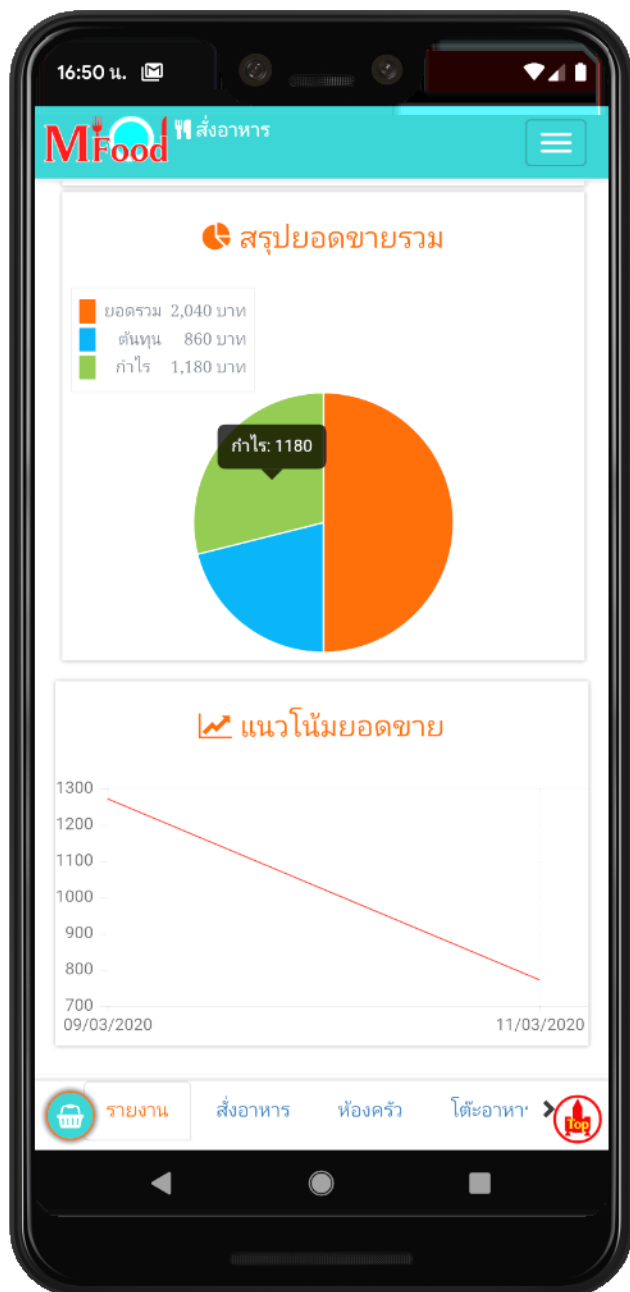 16:50 น.
MFood สั่งอาหาร
สรุปยอดขายรวม
ยอดรวม 2,040 บาท
ต้นทุน 860 บาท
กำไร 1,180 บาท
กำไร: 1180
แนวโน้มยอดขาย
1300
1200
1100
1000
900
800
700
09/03/2020 11/03/2020
รายงาน สั่งอาหาร ห้องครัว โต๊ะอาหา Top